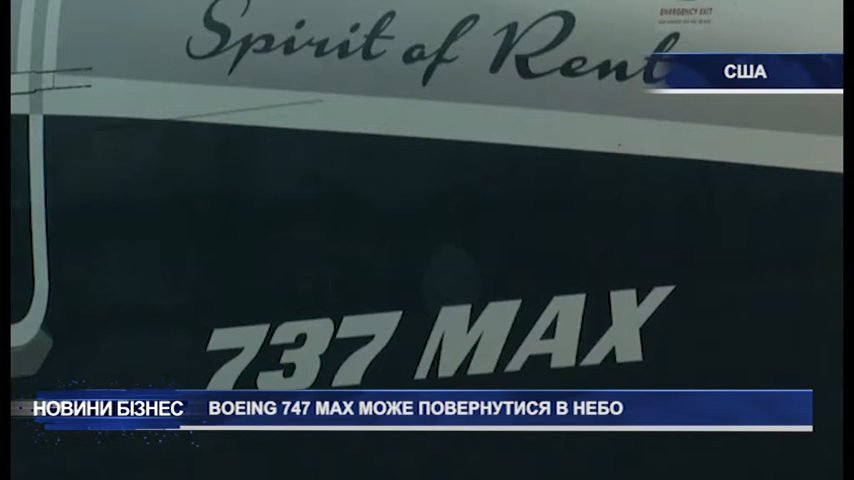 Spirit of Rent
EMERGENCY EXIT
США
737 MAX
НОВИНИ БІЗНЕС
BOEING 747 MAX МОЖЕ ПОВЕРНУТИСЯ В НЕБО